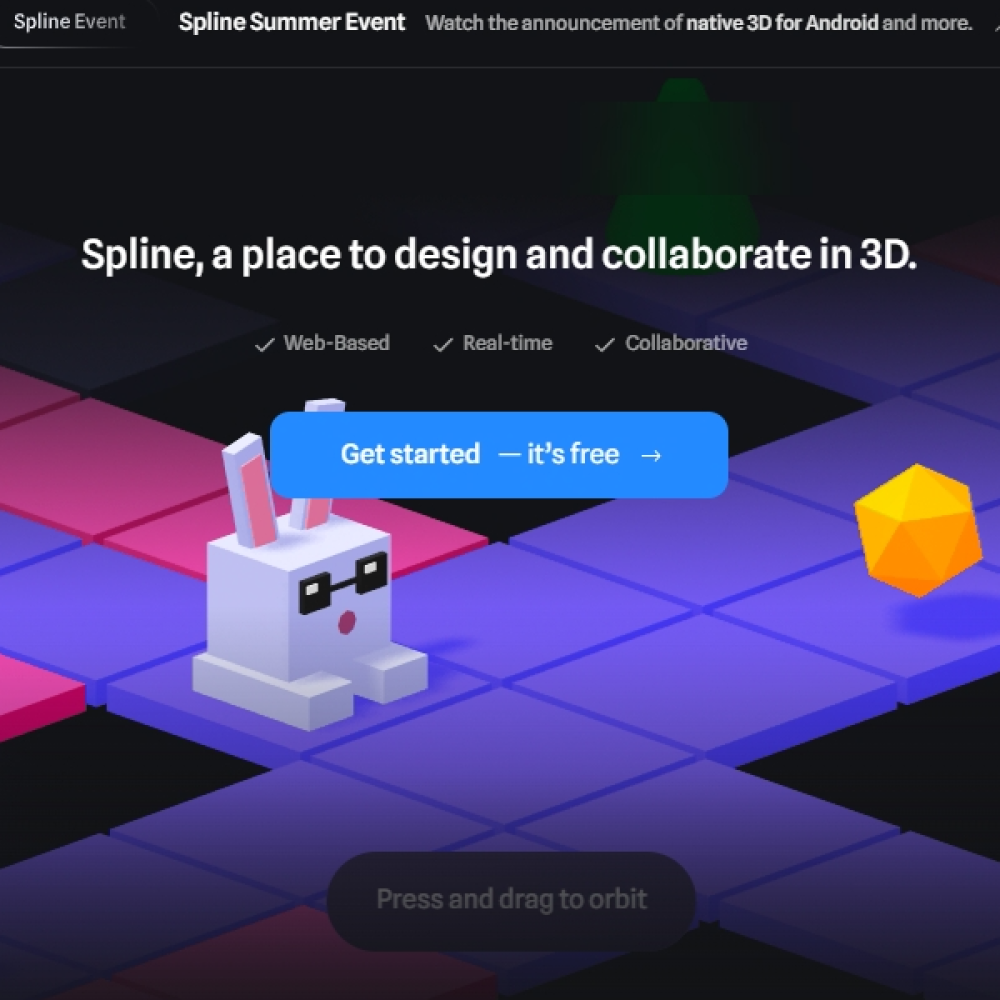 Spline Event
Spline Summer Event Watch the announcement of native 3D for Android and more.
Spline, a place to design and collaborate in 3D.
✓ Web-Based ✓ Real-time ✓ Collaborative
Get started — it’s free →
Press and drag to orbit